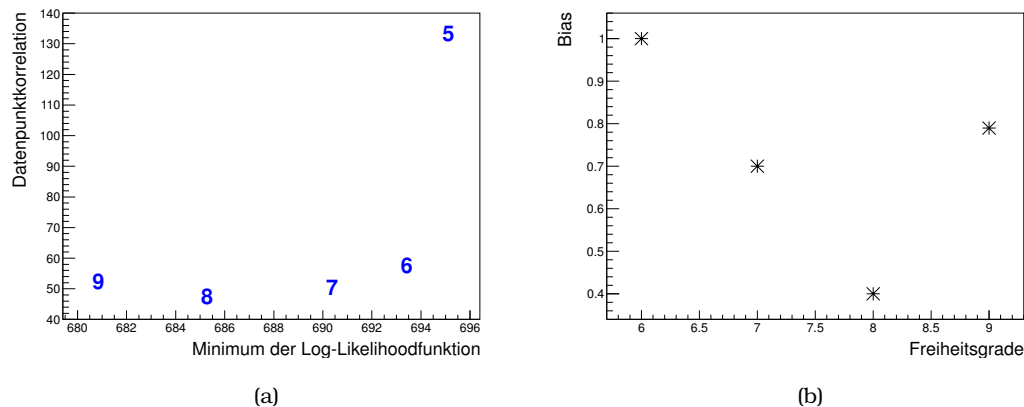 Datenpunktkorrelation
140
130
120
110
100
90
80
70
60
50
40
5
6
7
8
9
680 682 684 686 688 690 692 694 696
Minimum der Log-Likelihoodfunktion
(a)
Bias
1
0.9
0.8
0.7
0.6
0.5
0.4
6 6.5 7 7.5 8 8.5 9
Freiheitsgrade
(b)